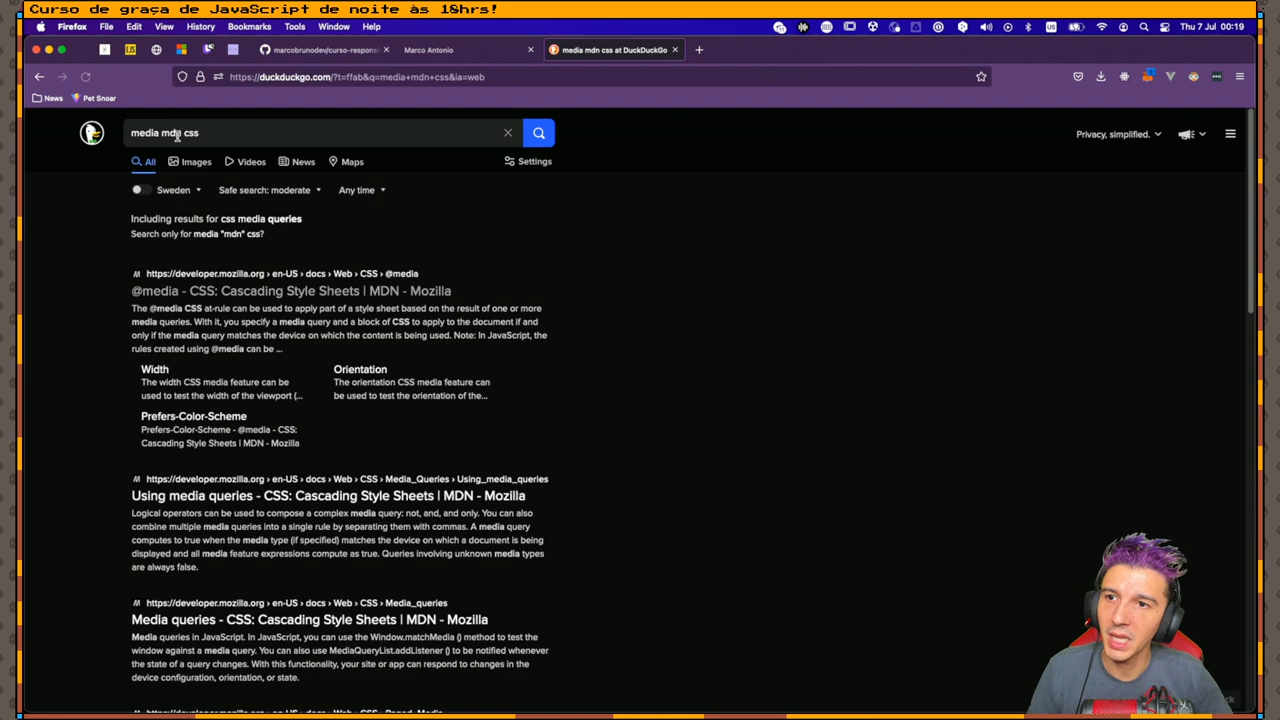 Curso de graça de JavaScript de noite às 18hrs!
Firefox File Edit View History Bookmarks Tools Window Help
US
Thu 7 Jul 00:19
marcobrunodev/curso-respon
Marco Antonio
media mdn css at DuckDuckGo
https://duckduckgo.com/?t=ffab&q=media+mdn+css&ia=web
News Pet Snoar
media mdn css
Privacy, simplified.
All Images Videos News Maps Settings
Sweden Safe search: moderate Any time
Including results for css media queries
Search only for media "mdn" css?
https://developer.mozilla.org › en-US › docs › Web › CSS › @media
@media - CSS: Cascading Style Sheets | MDN - Mozilla
The @media CSS at-rule can be used to apply part of a style sheet based on the result of one or more
media queries. With it, you specify a media query and a block of CSS to apply to the document if and
only if the media query matches the device on which the content is being used. Note: In JavaScript, the
rules created using @media can be ...
Width
The width CSS media feature can be
used to test the width of the viewport (...
Orientation
The orientation CSS media feature can
be used to test the orientation of the...
Prefers-Color-Scheme
Prefers-Color-Scheme - @media - CSS:
Cascading Style Sheets | MDN - Mozilla
https://developer.mozilla.org › en-US › docs › Web › CSS › Media_Queries › Using_media_queries
Using media queries - CSS: Cascading Style Sheets | MDN - Mozilla
Logical operators can be used to compose a complex media query: not, and, and only. You can also
combine multiple media queries into a single rule by separating them with commas. A media query
computes to true when the media type (if specified) matches the device on which a document is being
displayed and all media feature expressions compute as true. Queries involving unknown media types
are always false.
https://developer.mozilla.org › en-US › docs › Web › CSS › Media_queries
Media queries - CSS: Cascading Style Sheets | MDN - Mozilla
Media queries in JavaScript. In JavaScript, you can use the Window.matchMedia () method to test the
window against a media query. You can also use MediaQueryList.addListener () to be notified whenever
the state of a query changes. With this functionality, your site or app can respond to changes in the
device configuration, orientation, or state.
https://developer.mozilla.org › en-US › docs › Web › CSS › Paged_Media